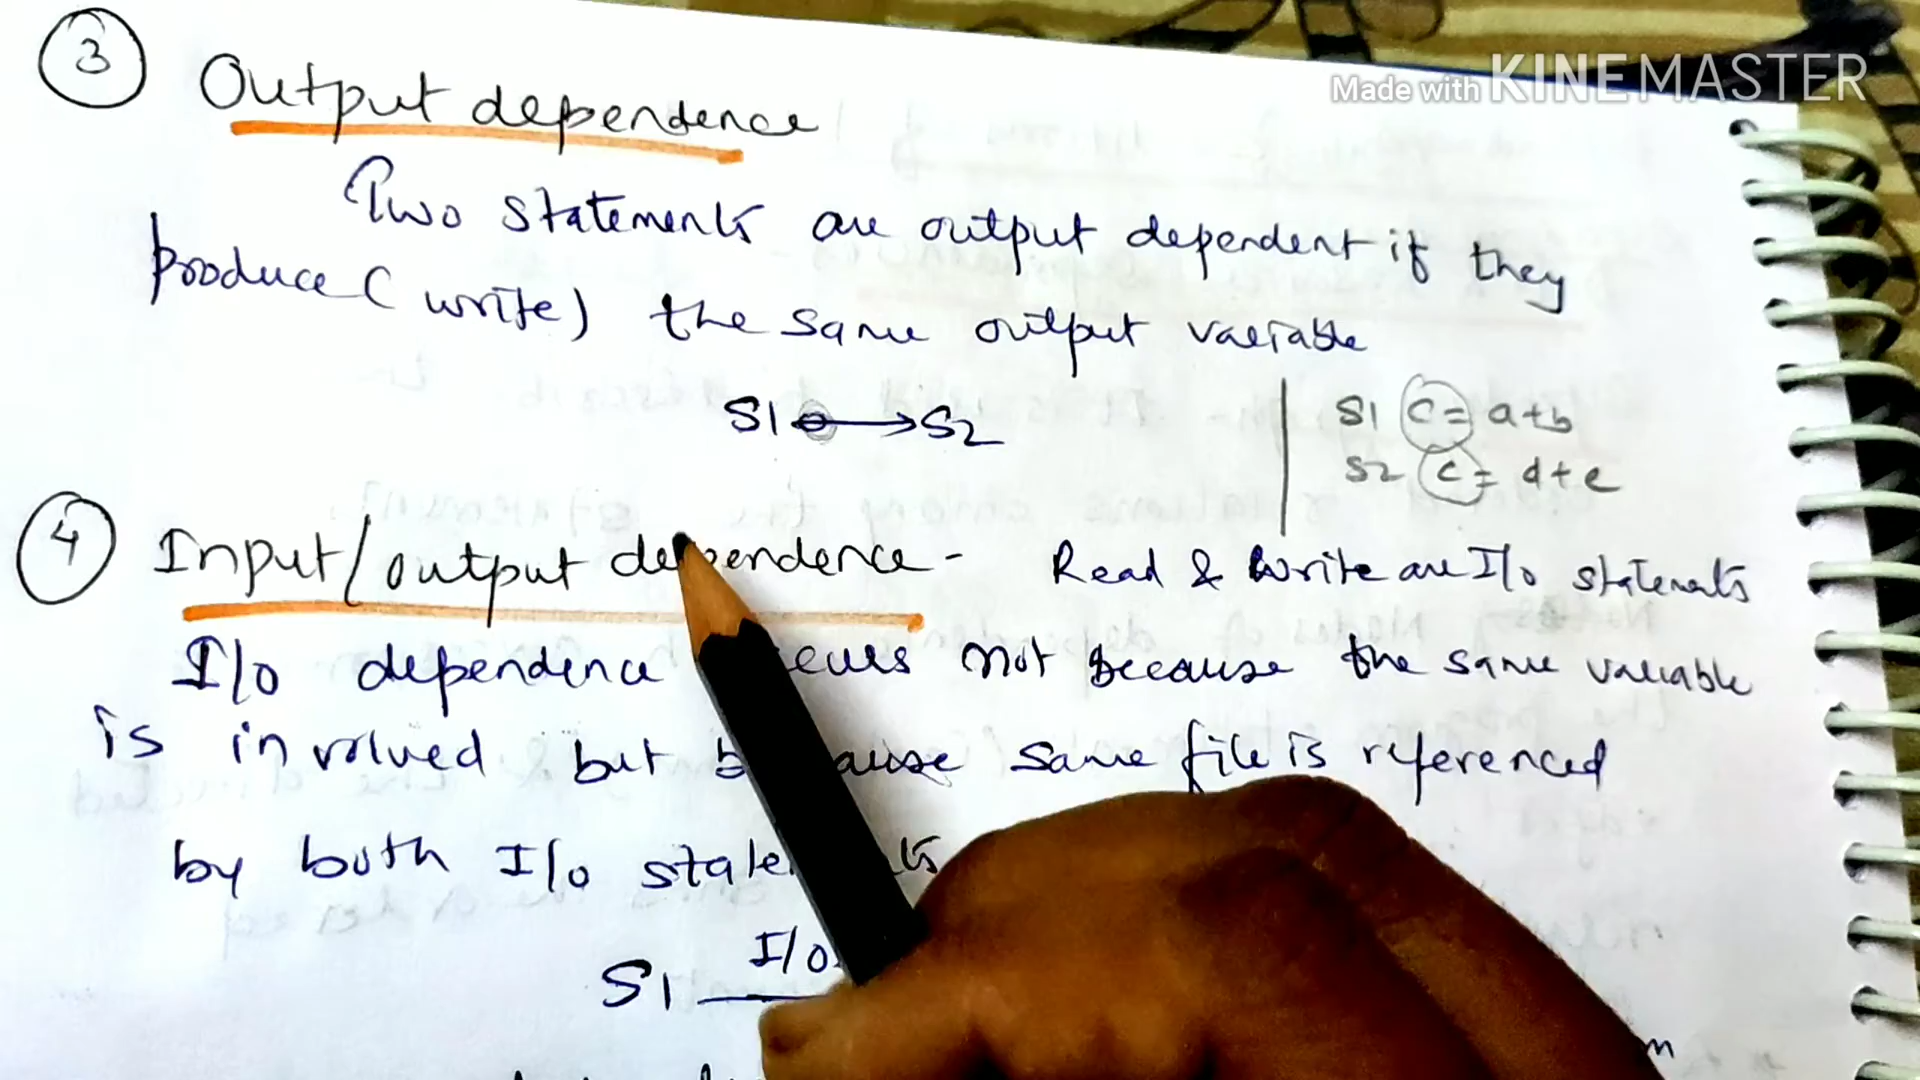 Made with KINEMASTER
3 Output dependence
Two statements are output dependent if they
produce (write) the same output variable
S1 → S2
S1 C = a+b
S2 C = d+e
4 Input/output dependence - Read & Write are I/o statements
I/o dependence not because the same variable
is involved but because same file is referenced
by both I/o
S1 I/o